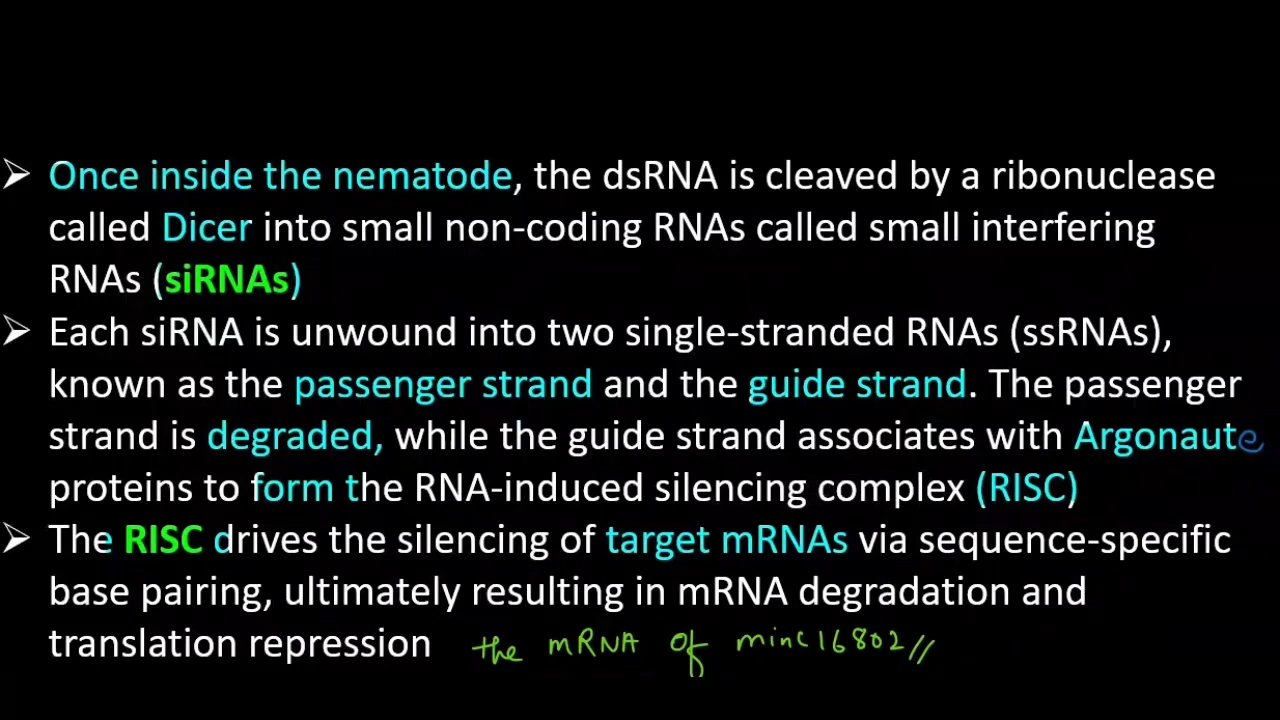 ➢ Once inside the nematode, the dsRNA is cleaved by a ribonuclease
called Dicer into small non-coding RNAs called small interfering
RNAs (siRNAs)
➢ Each siRNA is unwound into two single-stranded RNAs (ssRNAs),
known as the passenger strand and the guide strand. The passenger
strand is degraded, while the guide strand associates with Argonaute
proteins to form the RNA-induced silencing complex (RISC)
➢ The RISC drives the silencing of target mRNAs via sequence-specific
base pairing, ultimately resulting in mRNA degradation and
translation repression the mRNA of minc16802//